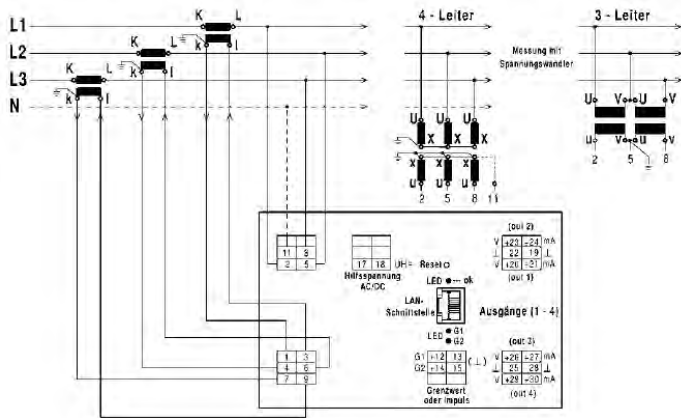 4 - Leiter 3 - Leiter
K L
L1
k l
K L
L2
k l
K L
L3
k l
N
Messung mit
Spannungswandler
U U U
X X X
X X X
U U U
2 5 8 11
U V U V
U V U V
2 5 8
11 8
2 5
17 18 UH= Reset
Hilfsspannung
AC/DC
LED --- ok
LAN-
Schnittstelle
LED G1
G2
(out 2)
V +23 -24 mA
⊥ 22 19 ⊥
V +20 -21 mA
(out 1)
Ausgänge (1 - 4)
1 3
4 6
7 9
G1 +12 13 (⊥)
G2 +14 15
Grenzwert
oder Impuls
(out 3)
V +26 -27 mA
⊥ 25 28 ⊥
V +29 -30 mA
(out 4)